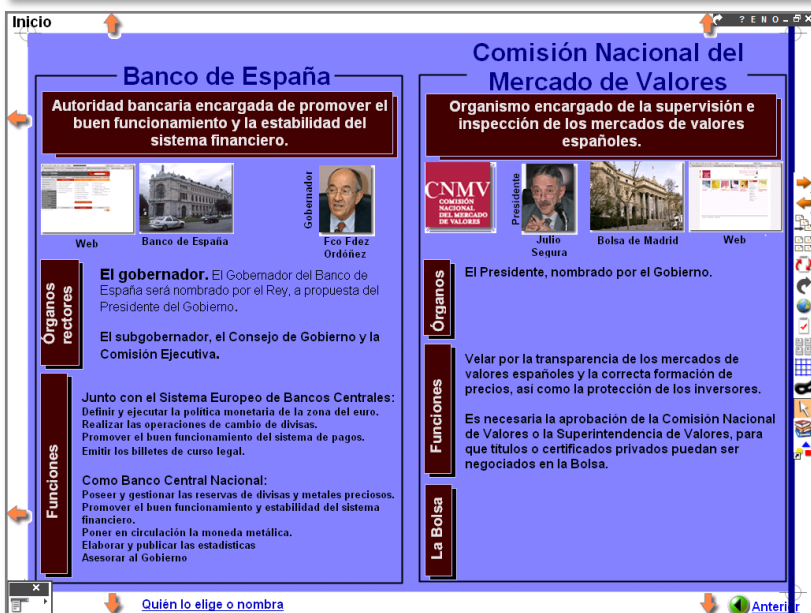 Inicio
? E N O
Banco de España
Autoridad bancaria encargada de promover el
buen funcionamiento y la estabilidad del
sistema financiero.
Web
Banco de España
Gobernador
Fco Fdez
Ordóñez
Órganos
rectores
El gobernador. El Gobernador del Banco de
España será nombrado por el Rey, a propuesta del
Presidente del Gobierno.
El subgobernador, el Consejo de Gobierno y la
Comisión Ejecutiva.
Funciones
Junto con el Sistema Europeo de Bancos Centrales:
Definir y ejecutar la política monetaria de la zona del euro.
Realizar las operaciones de cambio de divisas.
Promover el buen funcionamiento del sistema de pagos.
Emitir los billetes de curso legal.
Como Banco Central Nacional:
Poseer y gestionar las reservas de divisas y metales preciosos.
Promover el buen funcionamiento y estabilidad del sistema
financiero.
Poner en circulación la moneda metálica.
Elaborar y publicar las estadísticas
Asesorar al Gobierno
Comisión Nacional del
Mercado de Valores
Organismo encargado de la supervisión e
inspección de los mercados de valores
españoles.
CNMV
COMISIÓN
NACIONAL
DEL MERCADO
DE VALORES
Presidente
Julio
Segura
Bolsa de Madrid
Web
Órganos
El Presidente, nombrado por el Gobierno.
Funciones
Velar por la transparencia de los mercados de
valores españoles y la correcta formación de
precios, así como la protección de los inversores.
Es necesaria la aprobación de la Comisión Nacional
de Valores o la Superintendencia de Valores, para
que títulos o certificados privados puedan ser
negociados en la Bolsa.
La Bolsa
Quién lo elige o nombra
Anterior